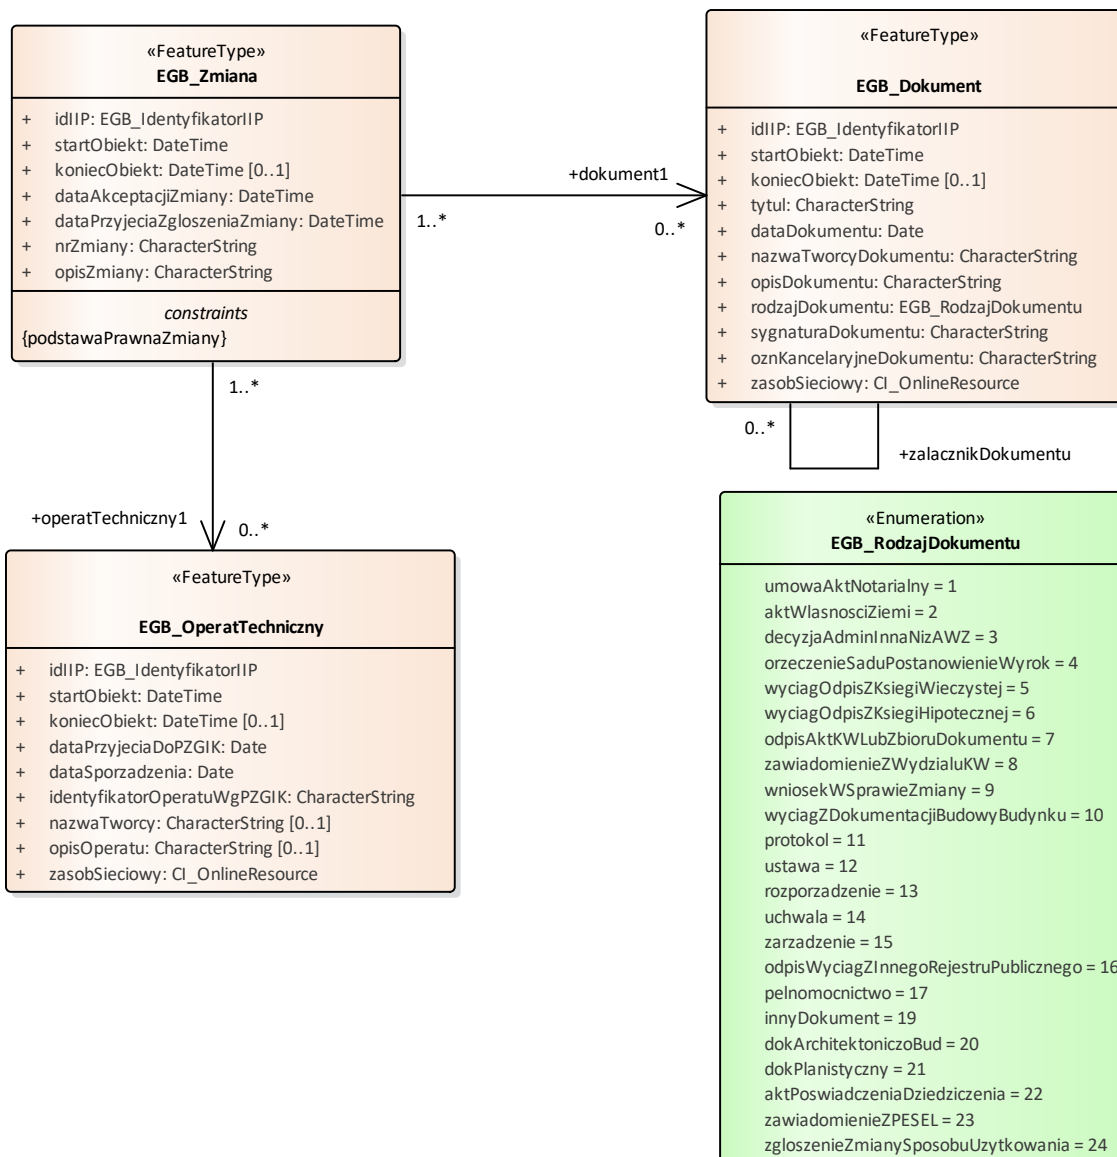 «FeatureType»
EGB_Zmiana
+ idIIP: EGB_IdentyfikatorIIP
+ startObiekt: DateTime
+ koniecObiekt: DateTime [0..1]
+ dataAkceptacjiZmiany: DateTime
+ dataPrzyjeciaZgloszeniaZmiany: DateTime
+ nrZmiany: CharacterString
+ opisZmiany: CharacterString
constraints
{podstawaPrawnaZmiany}
+dokument1
1..*
0..*
«FeatureType»
EGB_Dokument
+ idIIP: EGB_IdentyfikatorIIP
+ startObiekt: DateTime
+ koniecObiekt: DateTime [0..1]
+ tytul: CharacterString
+ dataDokumentu: Date
+ nazwaTworcyDokumentu: CharacterString
+ opisDokumentu: CharacterString
+ rodzajDokumentu: EGB_RodzajDokumentu
+ sygnaturaDokumentu: CharacterString
+ oznKancelaryjneDokumentu: CharacterString
+ zasobSieciowy: CI_OnlineResource
0..*
+zalacznikDokumentu
1..*
+operatTechniczny1
0..*
«FeatureType»
EGB_OperatTechniczny
+ idIIP: EGB_IdentyfikatorIIP
+ startObiekt: DateTime
+ koniecObiekt: DateTime [0..1]
+ dataPrzyjeciaDoPZGIK: Date
+ dataSporzadzenia: Date
+ identyfikatorOperatuWgPZGIK: CharacterString
+ nazwaTworcy: CharacterString [0..1]
+ opisOperatu: CharacterString [0..1]
+ zasobSieciowy: CI_OnlineResource
«Enumeration»
EGB_RodzajDokumentu
umowaAktNotarialny = 1
aktWlasnosciZiemi = 2
decyzjaAdminInnaNizAWZ = 3
orzeczenieSaduPostanowienieWyrok = 4
wyciagOdpisZKsiegiWieczystej = 5
wyciagOdpisZKsiegiHipotecznej = 6
odpisAktKWLubZbioruDokumentu = 7
zawiadomienieZWydzialuKW = 8
wniosekWSprawieZmiany = 9
wyciagZDokumentacjiBudowyBudynku = 10
protokol = 11
ustawa = 12
rozporzadzenie = 13
uchwala = 14
zarzadzenie = 15
odpisWyciagZInnegoRejestruPublicznego = 16
pelnomocnictwo = 17
innyDokument = 19
dokArchitektoniczoBud = 20
dokPlanistyczny = 21
aktPoswiadczeniaDziedziczenia = 22
zawiadomienieZPESEL = 23
zgloszenieZmianySposobuUzytkowania = 24